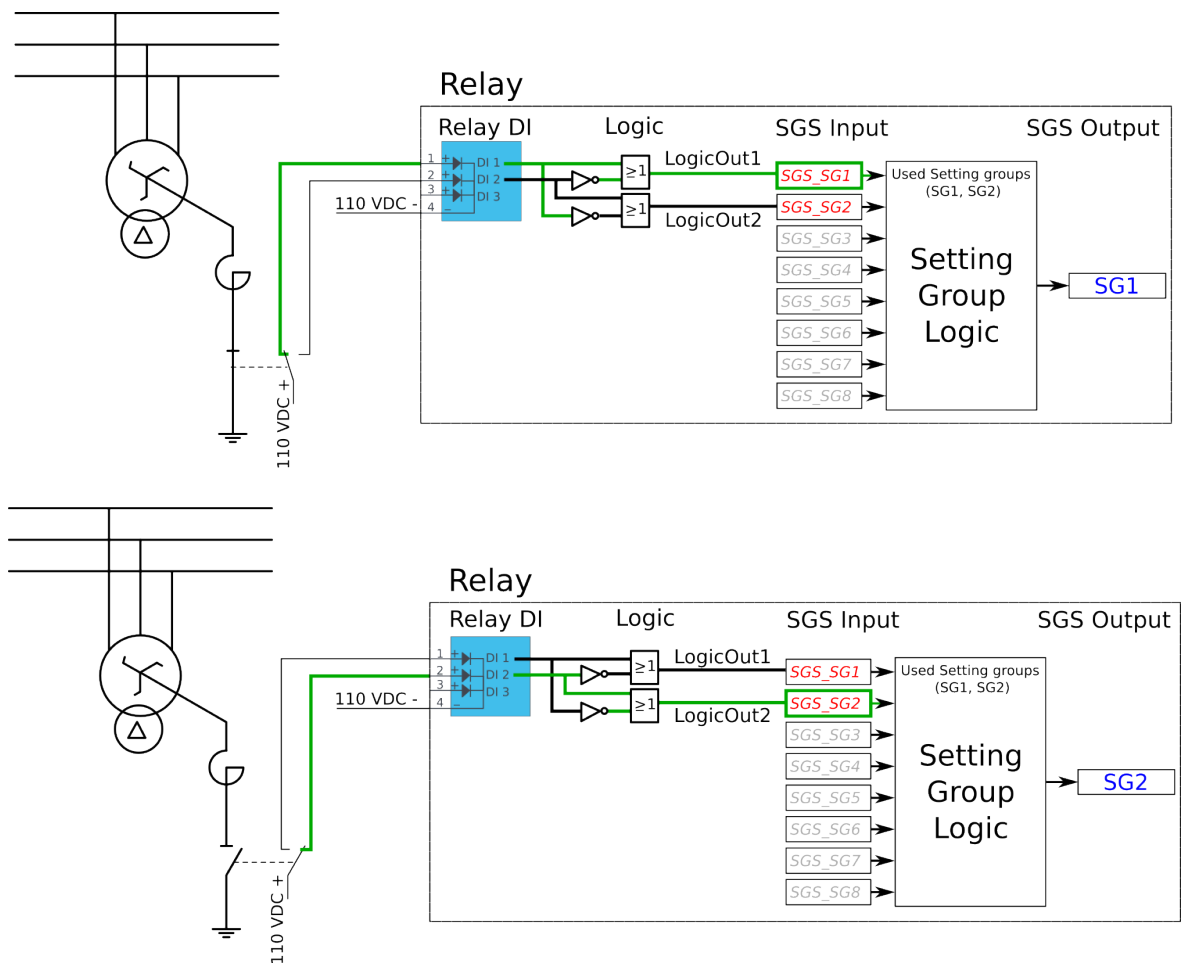 Relay
Relay DI
Logic
SGS Input
SGS Output
1 +
2 +
3 +
4 −
DI 1
DI 2
DI 3
110 VDC -
≥1
≥1
LogicOut1
LogicOut2
SGS_SG1
SGS_SG2
SGS_SG3
SGS_SG4
SGS_SG5
SGS_SG6
SGS_SG7
SGS_SG8
Used Setting groups
(SG1, SG2)
Setting
Group
Logic
SG1
Δ
110 VDC +
Relay
Relay DI
Logic
SGS Input
SGS Output
1 +
2 +
3 +
4 −
DI 1
DI 2
DI 3
110 VDC -
≥1
≥1
LogicOut1
LogicOut2
SGS_SG1
SGS_SG2
SGS_SG3
SGS_SG4
SGS_SG5
SGS_SG6
SGS_SG7
SGS_SG8
Used Setting groups
(SG1, SG2)
Setting
Group
Logic
SG2
Δ
110 VDC +